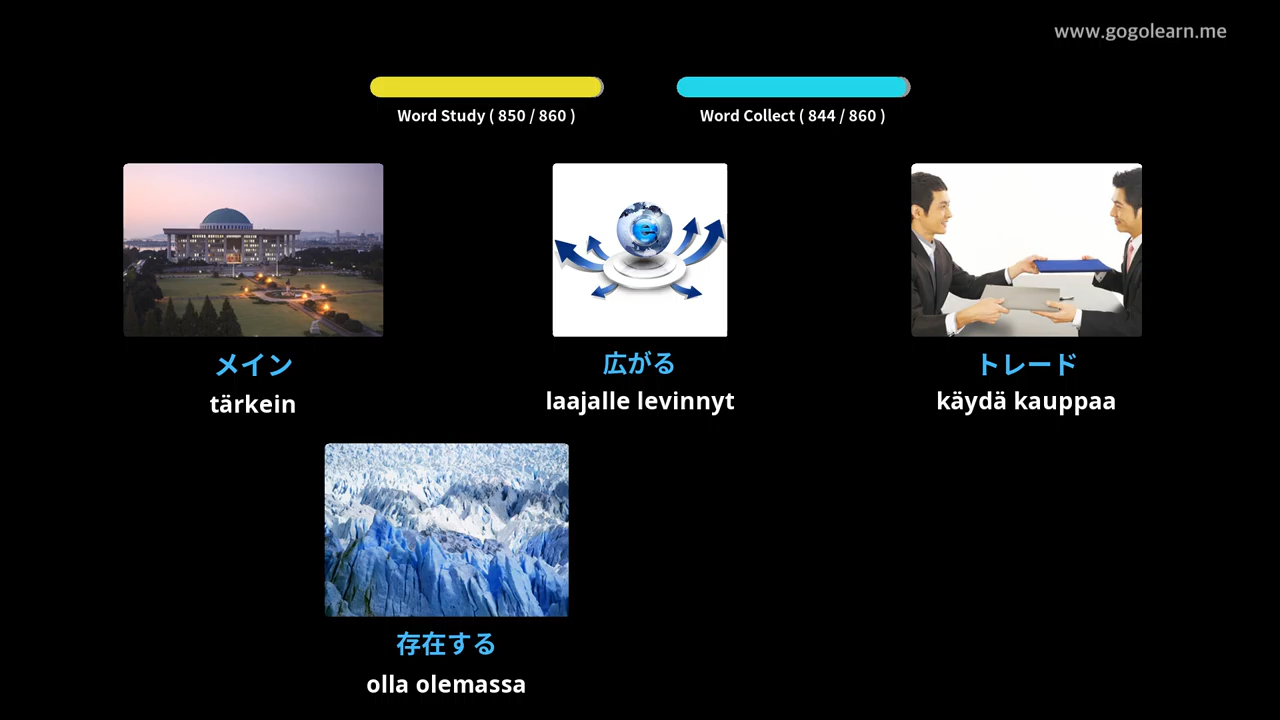 www.gogolearn.me
Word Study ( 850 / 860 )
Word Collect ( 844 / 860 )
メイン
tärkein
広がる
laajalle levinnyt
トレード
käydä kauppaa
存在する
olla olemassa